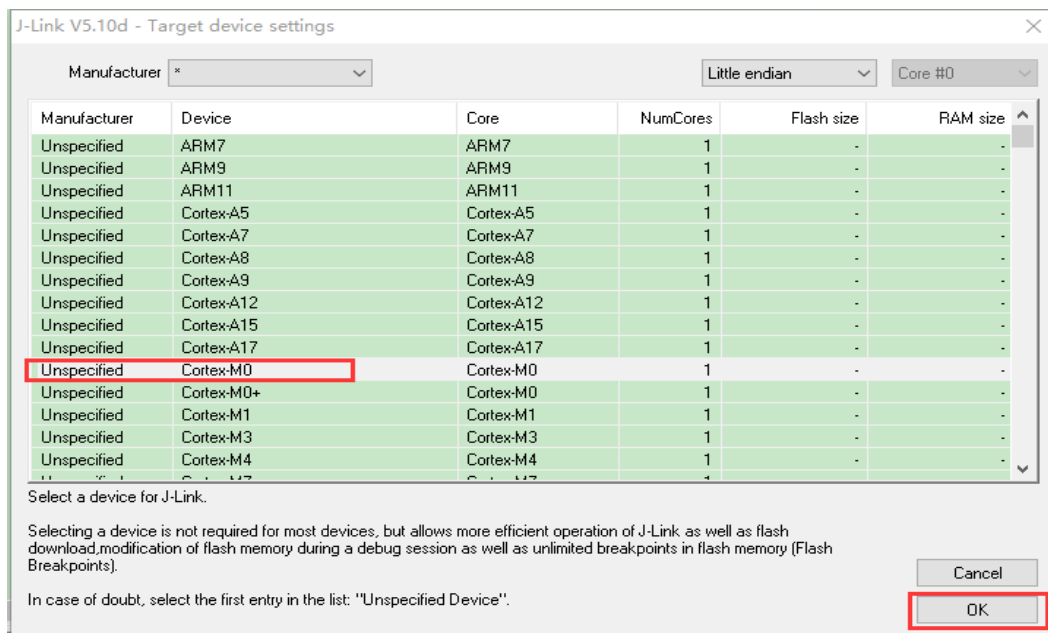 J-Link V5.10d - Target device settings
Manufacturer * Little endian Core #0
Manufacturer Device Core NumCores Flash size RAM size
Unspecified ARM7 ARM7 1 - -
Unspecified ARM9 ARM9 1 - -
Unspecified ARM11 ARM11 1 - -
Unspecified Cortex-A5 Cortex-A5 1 - -
Unspecified Cortex-A7 Cortex-A7 1 - -
Unspecified Cortex-A8 Cortex-A8 1 - -
Unspecified Cortex-A9 Cortex-A9 1 - -
Unspecified Cortex-A12 Cortex-A12 1 - -
Unspecified Cortex-A15 Cortex-A15 1 - -
Unspecified Cortex-A17 Cortex-A17 1 - -
Unspecified Cortex-M0 Cortex-M0 1 - -
Unspecified Cortex-M0+ Cortex-M0 1 - -
Unspecified Cortex-M1 Cortex-M1 1 - -
Unspecified Cortex-M3 Cortex-M3 1 - -
Unspecified Cortex-M4 Cortex-M4 1 - -
Select a device for J-Link.
Selecting a device is not required for most devices, but allows more efficient operation of J-Link as well as flash
download,modification of flash memory during a debug session as well as unlimited breakpoints in flash memory (Flash
Breakpoints).
Cancel
In case of doubt, select the first entry in the list: "Unspecified Device".
OK